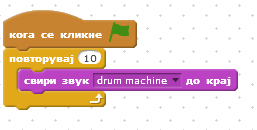 кога се кликне
повторувај 10
свири звук drum machine до крај